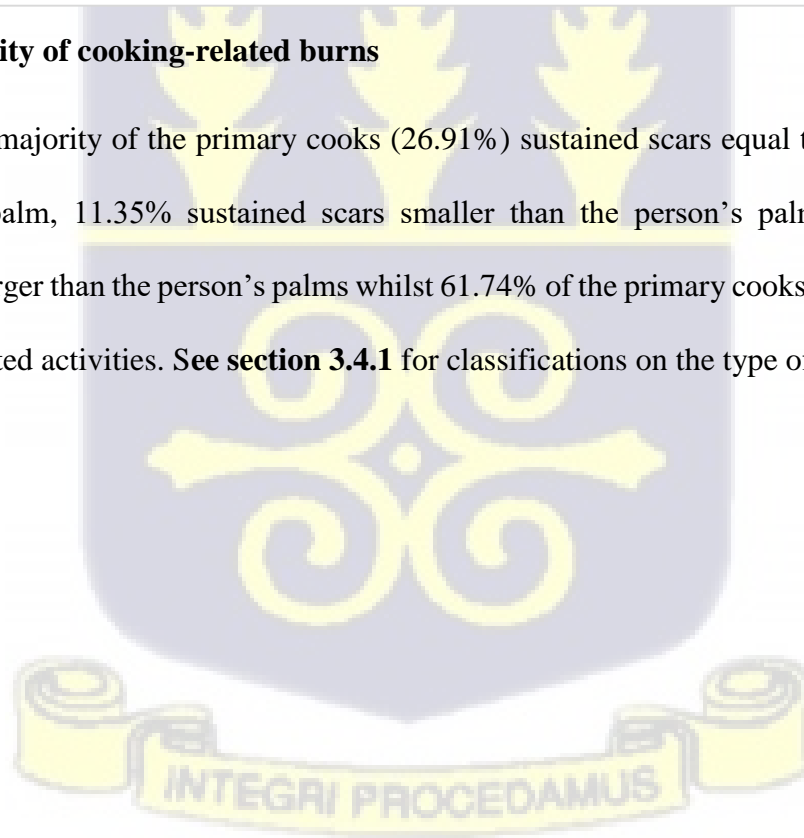 ity of cooking-related burns
majority of the primary cooks (26.91%) sustained scars equal t
palm, 11.35% sustained scars smaller than the person’s paln
rger than the person’s palms whilst 61.74% of the primary cooks
ted activities. See section 3.4.1 for classifications on the type o
INTEGRI PROCEDAMUS